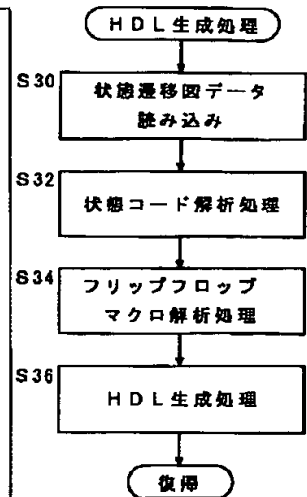 HDL生成処理
S30
状態遷移図データ
読み込み
S32
状態コード解析処理
S34
フリップフロップ
マクロ解析処理
S36
HDL生成処理
復帰